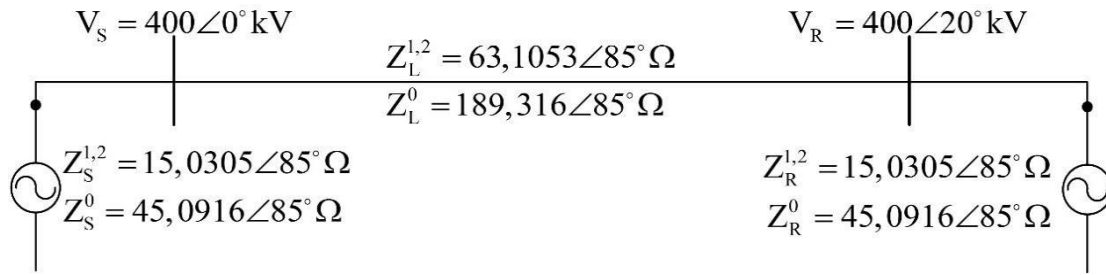 V_S = 400∠0° kV
V_R = 400∠20° kV
Z_L^{1,2} = 63,1053∠85° Ω
Z_L^0 = 189,316∠85° Ω
Z_S^{1,2} = 15,0305∠85° Ω
Z_S^0 = 45,0916∠85° Ω
Z_R^{1,2} = 15,0305∠85° Ω
Z_R^0 = 45,0916∠85° Ω